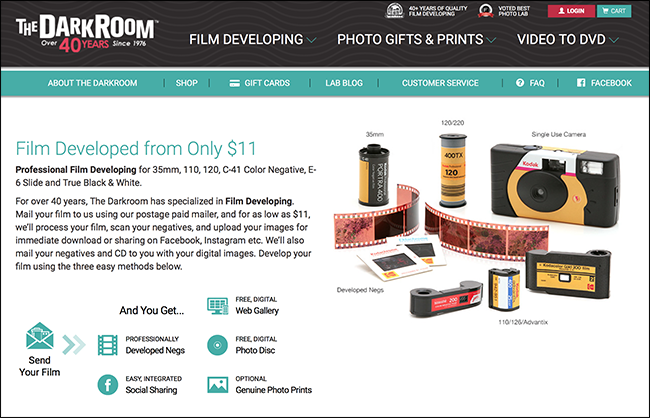 THE DARKROOM™
Over 40 YEARS Since 1976
40+ YEARS OF QUALITY
FILM DEVELOPING
VOTED BEST
PHOTO LAB
LOGIN
CART
FILM DEVELOPING
PHOTO GIFTS & PRINTS
VIDEO TO DVD
ABOUT THE DARKROOM
SHOP
GIFT CARDS
LAB BLOG
CUSTOMER SERVICE
FAQ
FACEBOOK
Film Developed from Only $11
Professional Film Developing for 35mm, 110, 120, C-41 Color Negative, E-
6 Slide and True Black & White.
For over 40 years, The Darkroom has specialized in Film Developing.
Mail your film to us using our postage paid mailer, and for as low as $11,
we'll process your film, scan your negatives, and upload your images for
immediate download or sharing on Facebook, Instagram etc. We'll also
mail your negatives and CD to you with your digital images. Develop your
film using the three easy methods below.
35mm
120/220
Single Use Camera
PORTRA 400
400TX
120
Kodak
Developed Negs
200
110/126/Advantix
Send
Your Film
And You Get...
PROFESSIONALLY
Developed Negs
EASY, INTEGRATED
Social Sharing
FREE, DIGITAL
Web Gallery
FREE, DIGITAL
Photo Disc
OPTIONAL
Genuine Photo Prints